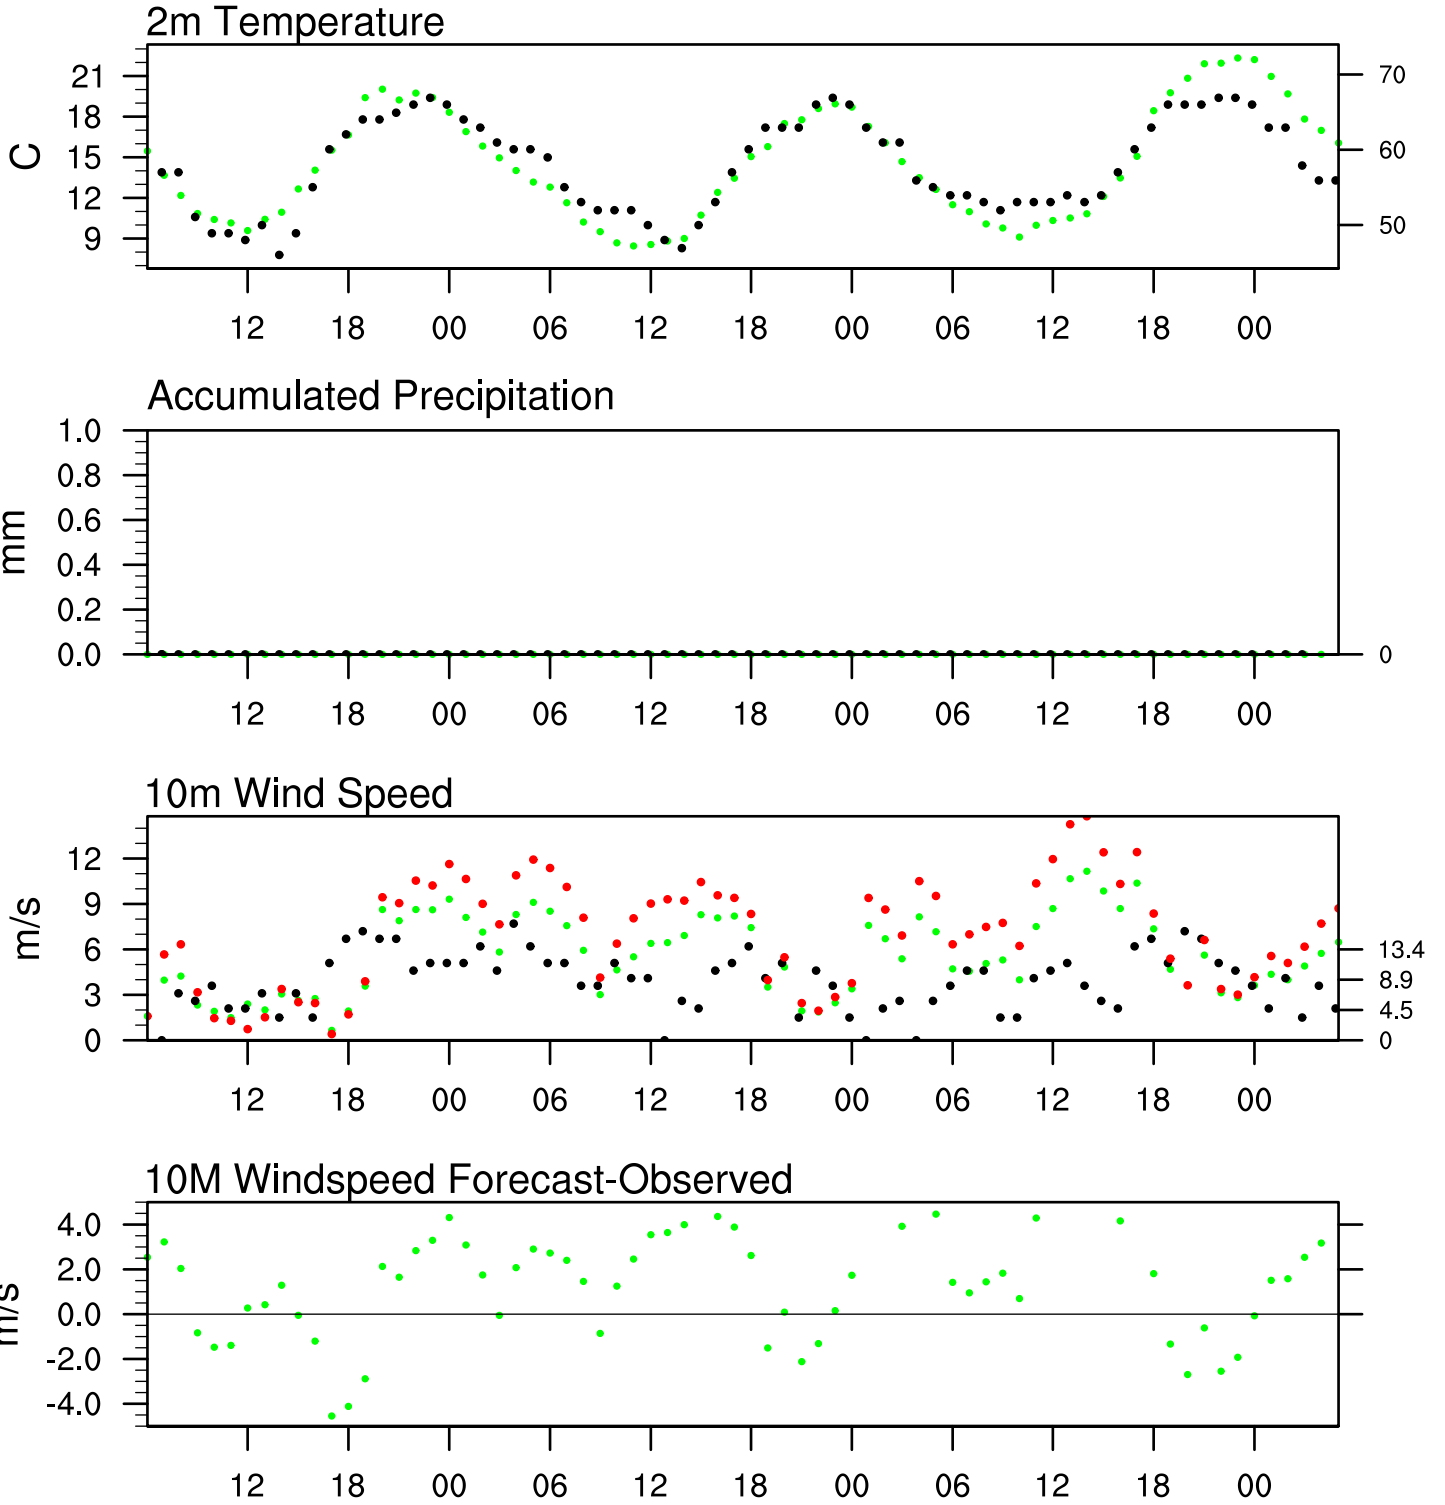 2m Temperature
21
18
15
12
9
C
70
60
50
12 18 00 06 12 18 00 06 12 18 00
Accumulated Precipitation
1.0
0.8
0.6
0.4
0.2
0.0
mm
0
12 18 00 06 12 18 00 06 12 18 00
10m Wind Speed
12
9
6
3
0
m/s
13.4
8.9
4.5
0
12 18 00 06 12 18 00 06 12 18 00
10M Windspeed Forecast-Observed
4.0
2.0
0.0
-2.0
-4.0
m/s
12 18 00 06 12 18 00 06 12 18 00